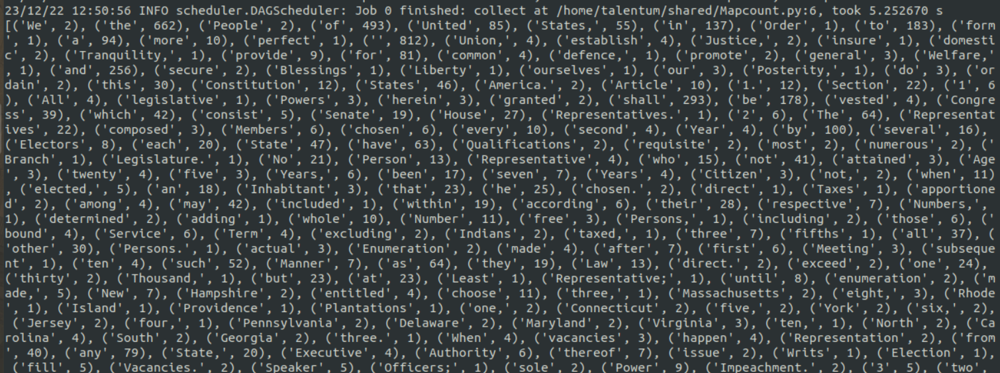 23/12/22 12:50:56 INFO scheduler.DAGScheduler: Job 0 finished: collect at /home/talentum/shared/Mapcount.py:6, took 5.252670 s
[('We', 2), ('the', 662), ('People', 2), ('of', 493), ('United', 85), ('States,', 55), ('in', 137), ('Order', 1), ('to', 183), ('form
', 1), ('a', 94), ('more', 10), ('perfect', 1), ('', 812), ('Union,', 4), ('establish', 4), ('Justice,', 2), ('insure', 1), ('domesti
c', 2), ('Tranquility,', 1), ('provide', 9), ('for', 81), ('common', 4), ('defence,', 1), ('promote', 2), ('general', 3), ('Welfare,'
, 1), ('and', 256), ('secure', 2), ('Blessings', 1), ('Liberty', 1), ('ourselves', 1), ('our', 3), ('Posterity,', 1), ('do', 3), ('or
dain', 2), ('this', 30), ('Constitution', 12), ('States', 46), ('America.', 2), ('Article', 10), ('1.', 12), ('Section', 22), ('1', 6
), ('All', 4), ('legislative', 1), ('Powers', 3), ('herein', 3), ('granted', 2), ('shall', 293), ('be', 178), ('vested', 4), ('Congre
ss', 39), ('which', 42), ('consist', 5), ('Senate', 19), ('House', 27), ('Representatives.', 1), ('2', 6), ('The', 64), ('Representat
ives', 22), ('composed', 3), ('Members', 6), ('chosen', 6), ('every', 10), ('second', 4), ('Year', 4), ('by', 100), ('several', 16),
('Electors', 8), ('each', 20), ('State', 47), ('have', 63), ('Qualifications', 2), ('requisite', 2), ('most', 2), ('numerous', 2), ('
Branch', 1), ('Legislature.', 1), ('No', 21), ('Person', 13), ('Representative', 4), ('who', 15), ('not', 41), ('attained', 3), ('Age
', 3), ('twenty', 4), ('five', 3), ('Years,', 6), ('been', 17), ('seven', 7), ('Years', 4), ('Citizen', 3), ('not,', 2), ('when', 11)
, ('elected,', 5), ('an', 18), ('Inhabitant', 3), ('that', 23), ('he', 25), ('chosen.', 2), ('direct', 1), ('Taxes', 1), ('apportione
d', 2), ('among', 4), ('may', 42), ('included', 1), ('within', 19), ('according', 6), ('their', 28), ('respective', 7), ('Numbers,',
1), ('determined', 2), ('adding', 1), ('whole', 10), ('Number', 11), ('free', 3), ('Persons,', 1), ('including', 2), ('those', 6), ('
bound', 4), ('Service', 6), ('Term', 4), ('excluding', 2), ('Indians', 2), ('taxed,', 1), ('three', 7), ('fifths', 1), ('all', 37), (
'other', 30), ('Persons.', 1), ('actual', 3), ('Enumeration', 2), ('made', 4), ('after', 7), ('first', 6), ('Meeting', 3), ('subseque
nt', 1), ('ten', 4), ('such', 52), ('Manner', 7), ('as', 64), ('they', 19), ('Law', 13), ('direct.', 2), ('exceed', 2), ('one', 24),
('thirty', 2), ('Thousand,', 1), ('but', 23), ('at', 23), ('Least', 1), ('Representative;', 1), ('until', 8), ('enumeration', 2), ('m
ade,', 5), ('New', 7), ('Hampshire', 2), ('entitled', 4), ('choose', 11), ('three,', 1), ('Massachusetts', 2), ('eight,', 3), ('Rhode
', 1), ('Island', 1), ('Providence', 1), ('Plantations', 1), ('one,', 2), ('Connecticut', 2), ('five,', 2), ('York', 2), ('six,', 2),
('Jersey', 2), ('four,', 1), ('Pennsylvania', 2), ('Delaware', 2), ('Maryland', 2), ('Virginia', 3), ('ten,', 1), ('North', 2), ('Ca
rolina', 4), ('South', 2), ('Georgia', 2), ('three.', 1), ('When', 4), ('vacancies', 3), ('happen', 4), ('Representation', 2), ('from
', 40), ('any', 79), ('State,', 20), ('Executive', 4), ('Authority', 6), ('thereof', 7), ('issue', 2), ('Writs', 1), ('Election', 1),
('fill', 5), ('Vacancies.', 2), ('Speaker', 5), ('Officers;', 1), ('sole', 2), ('Power', 9), ('Impeachment.', 2), ('3', 5), ('two',